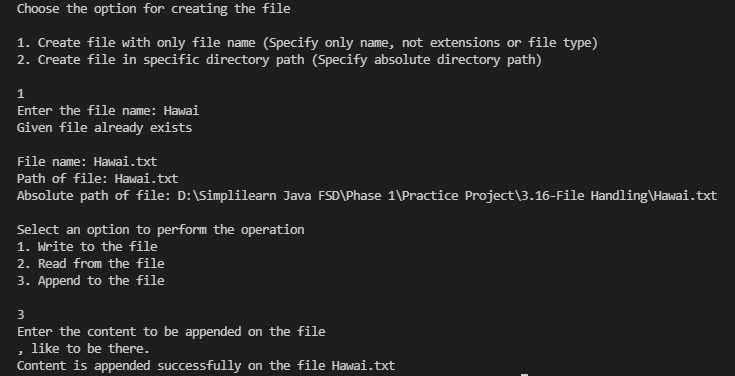 Choose the option for creating the file
1. Create file with only file name (Specify only name, not extensions or file type)
2. Create file in specific directory path (Specify absolute directory path)
1
Enter the file name: Hawai
Given file already exists
File name: Hawai.txt
Path of file: Hawai.txt
Absolute path of file: D:\Simplilearn Java FSD\Phase 1\Practice Project\3.16-File Handling\Hawai.txt
Select an option to perform the operation
1. Write to the file
2. Read from the file
3. Append to the file
3
Enter the content to be appended on the file
, like to be there.
Content is appended successfully on the file Hawai.txt